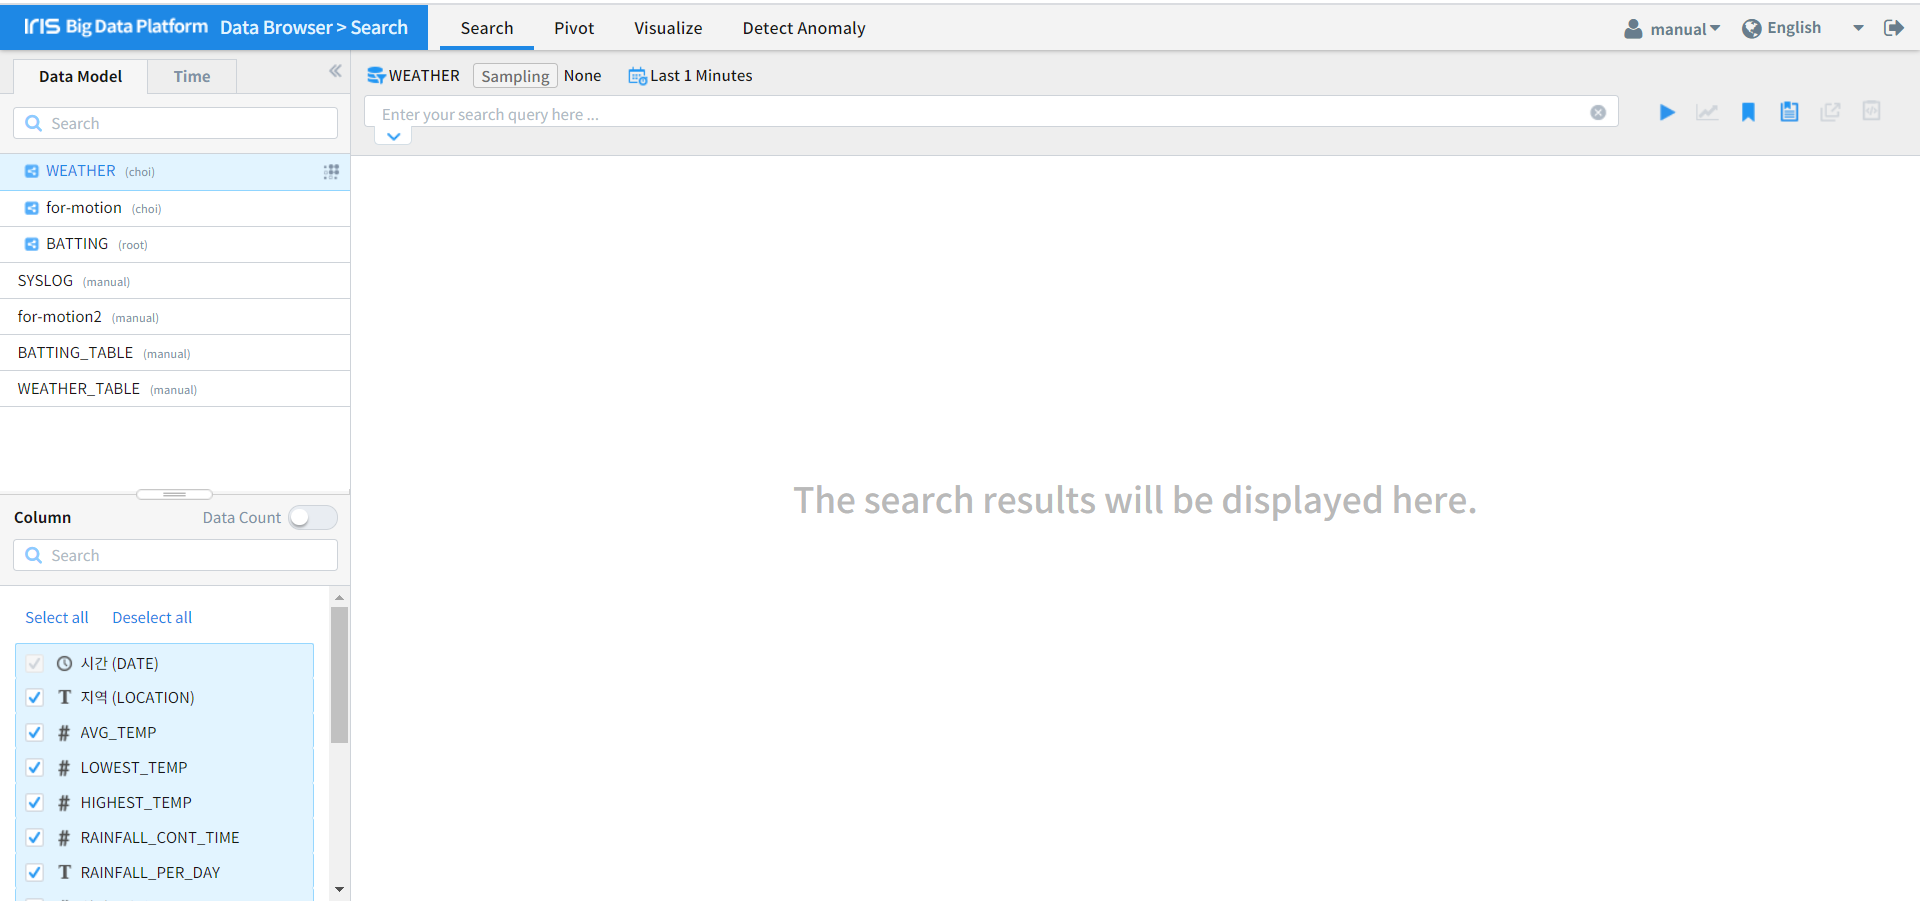 IRIS Big Data Platform Data Browser > Search
Search Pivot Visualize Detect Anomaly
manual English
Data Model Time
Search
WEATHER (choi)
for-motion (choi)
BATTING (root)
SYSLOG (manual)
for-motion2 (manual)
BATTING_TABLE (manual)
WEATHER_TABLE (manual)
Column Data Count
Search
Select all Deselect all
시간 (DATE)
T 지역 (LOCATION)
# AVG_TEMP
# LOWEST_TEMP
# HIGHEST_TEMP
# RAINFALL_CONT_TIME
T RAINFALL_PER_DAY
WEATHER Sampling None Last 1 Minutes
Enter your search query here ...
The search results will be displayed here.